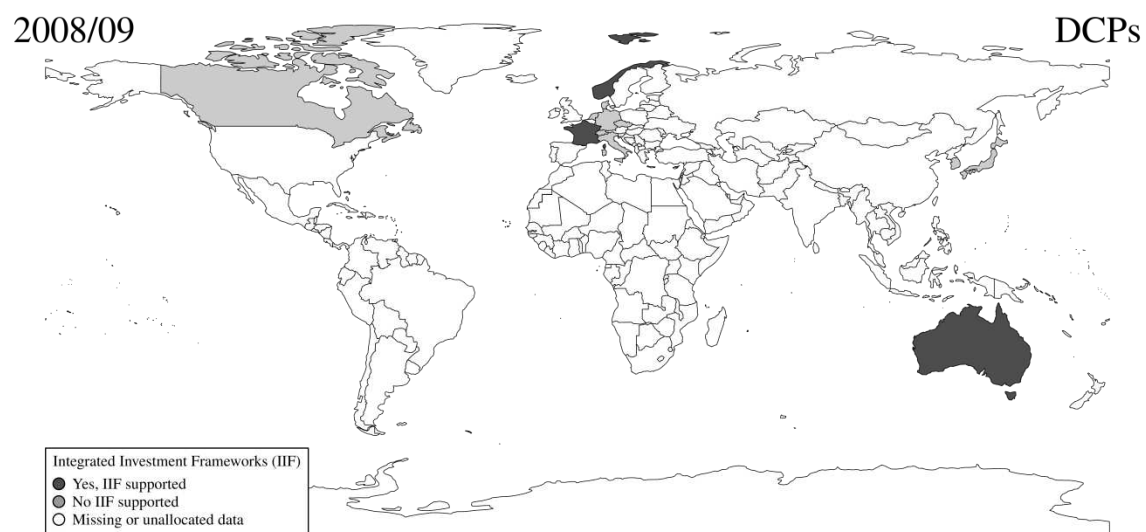 2008/09
DCPs
Integrated Investment Frameworks (IIF)
Yes, IIF supported
No IIF supported
Missing or unallocated data